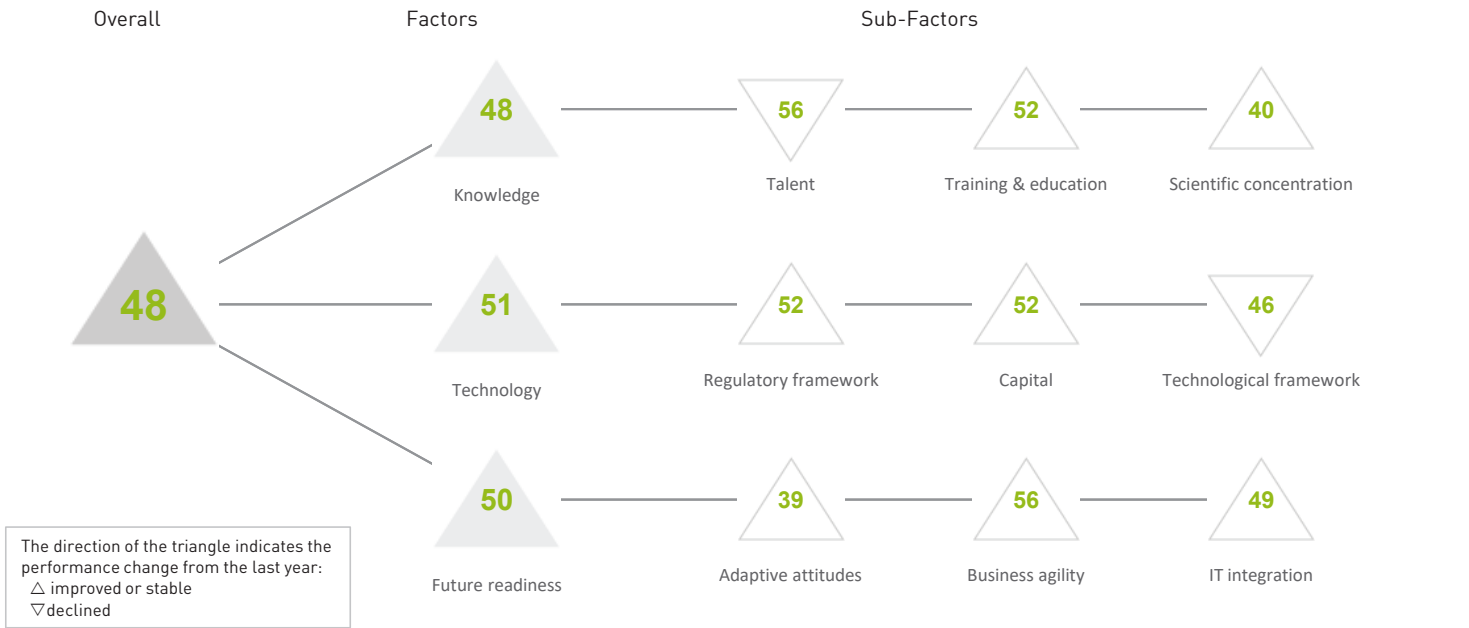 Overall Factors Sub-Factors
48 56 52 40
Knowledge Talent Training & education Scientific concentration
48
51 52 52 46
Technology Regulatory framework Capital Technological framework
50 39 56 49
Future readiness Adaptive attitudes Business agility IT integration
The direction of the triangle indicates the
performance change from the last year:
△ improved or stable
▽ declined